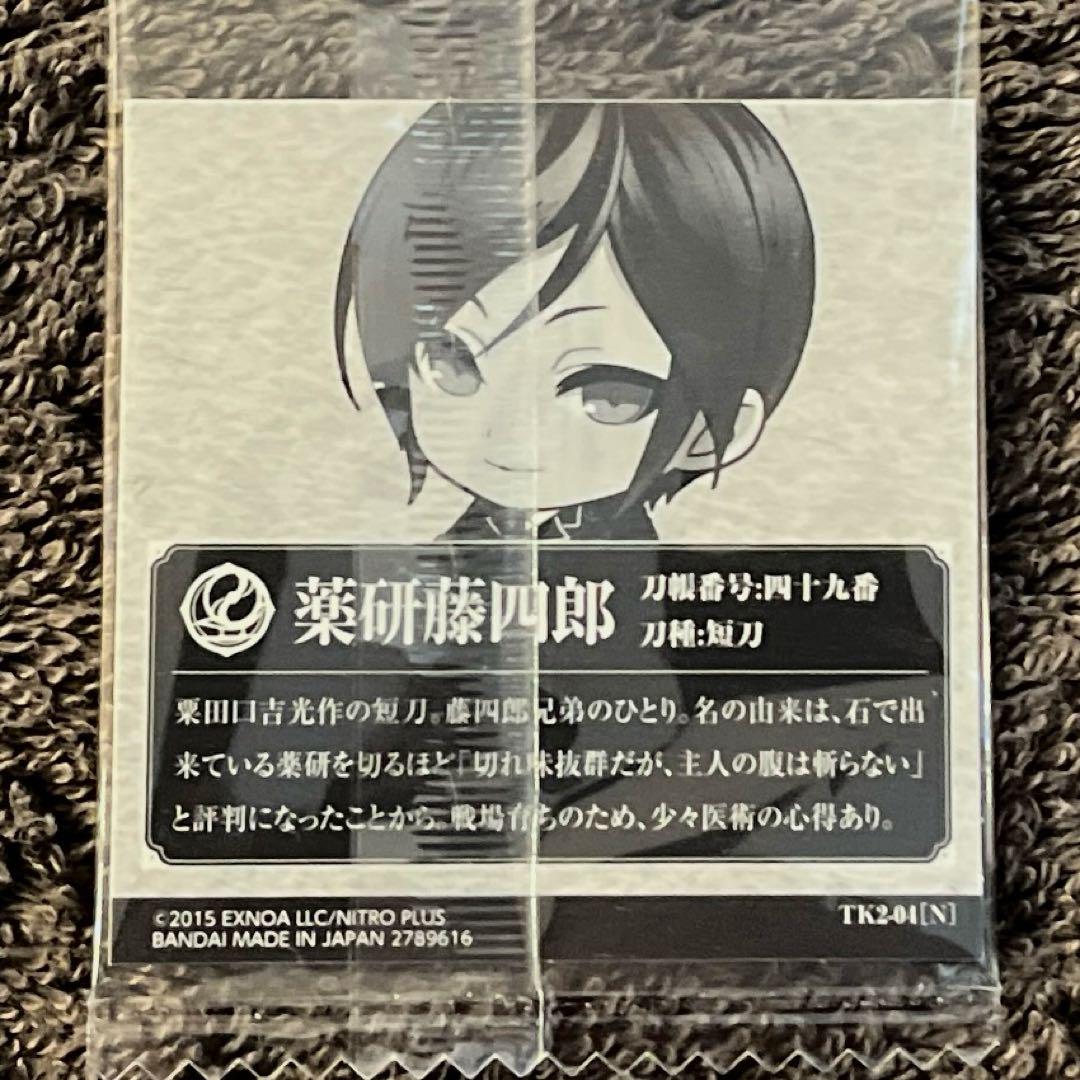 薬研藤四郎
刀帳番号:四十九番
刀種:短刀
粟田口吉光作の短刀。藤四郎兄弟のひとり。名の由来は、石で出
来ている薬研を切るほど「切れ味抜群だが、主人の腹は斬らない」
と評判になったことから。戦場育ちのため、少々医術の心得あり。
©2015 EXNOA LLC/NITRO PLUS
BANDAI MADE IN JAPAN 2789616
TK2-04[N]